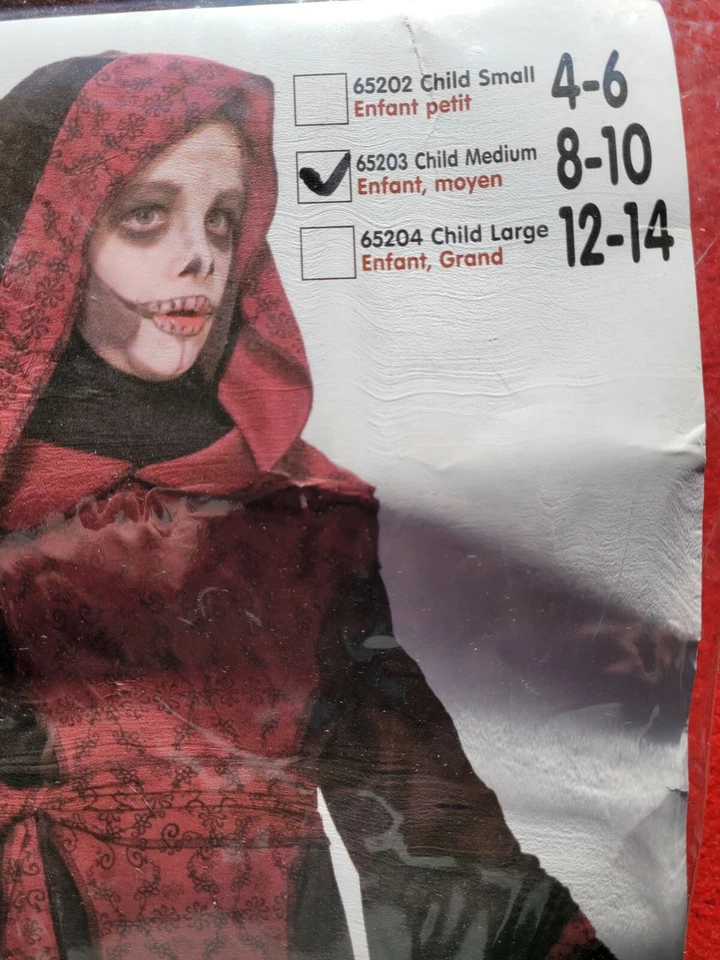 65202 Child Small 4-6
Enfant petit
65203 Child Medium 8-10
Enfant, moyen
65204 Child Large 12-14
Enfant, Grand